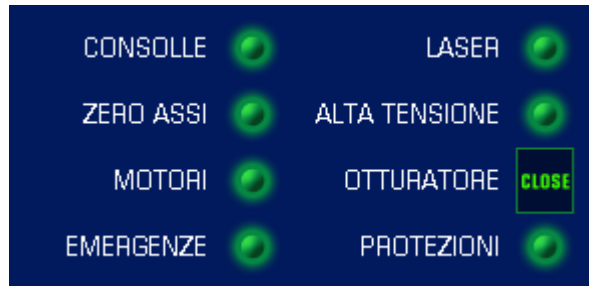 CONSOLLE LASER
ZERO ASSI ALTA TENSIONE
MOTORI OTTURATORE CLOSE
EMERGENZE PROTEZIONI